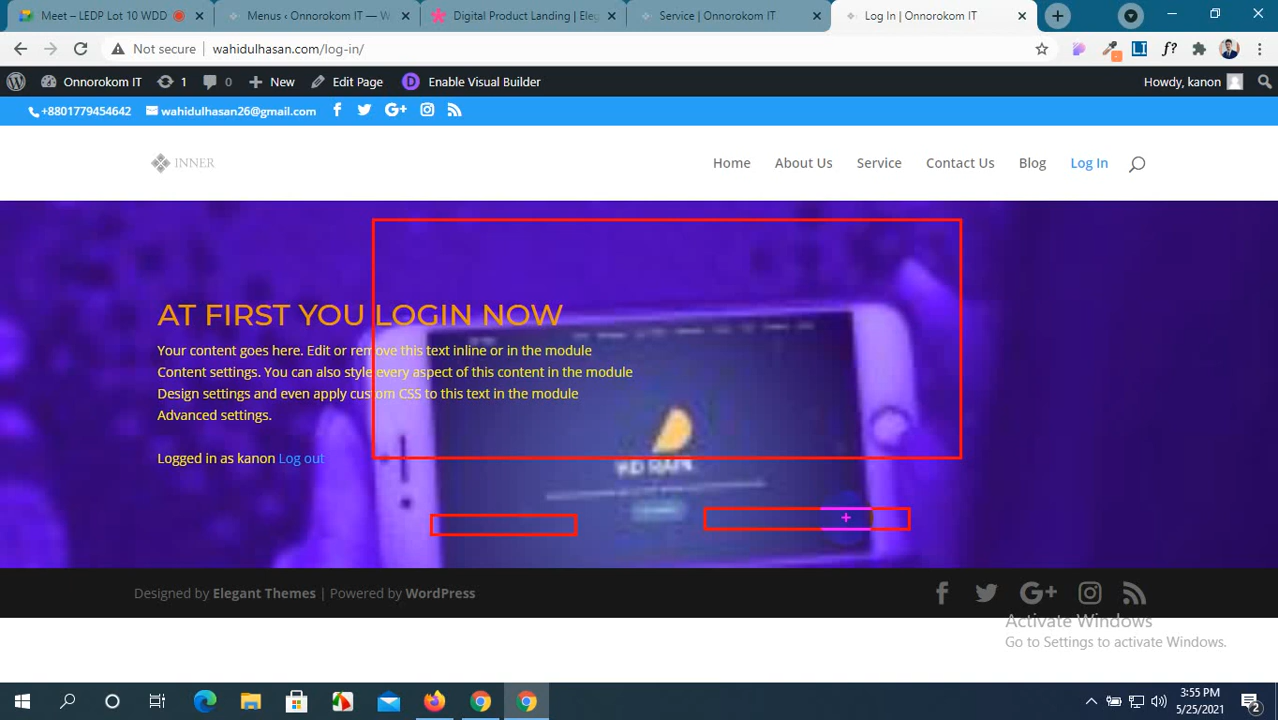 Meet – LEDP Lot 10 WDD
Menus ‹ Onnorokom IT — W
Digital Product Landing | Eleg
Service | Onnorokom IT
Log In | Onnorokom IT
Not secure
wahidulhasan.com/log-in/
Onnorokom IT
1
0
New
Edit Page
Enable Visual Builder
Howdy, kanon
+8801779454642
wahidulhasan26@gmail.com
INNER
Home
About Us
Service
Contact Us
Blog
Log In
AT FIRST YOU LOGIN NOW
Your content goes here. Edit or remove this text inline or in the module
Content settings. You can also style every aspect of this content in the module
Design settings and even apply custom CSS to this text in the module
Advanced settings.
Logged in as kanon Log out
Designed by Elegant Themes | Powered by WordPress
Activate Windows
Go to Settings to activate Windows.
3:55 PM
5/25/2021
2